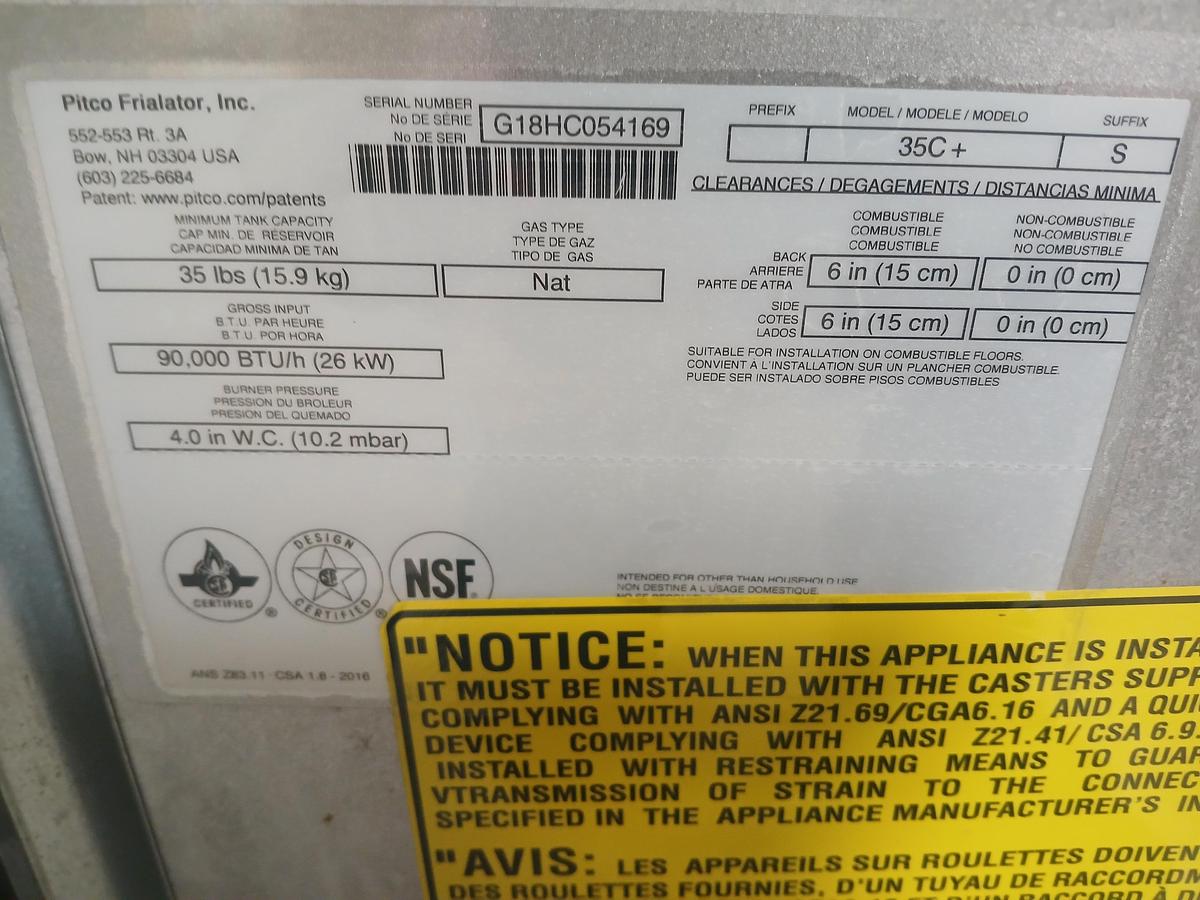 Pitco Frialator, Inc.
552-553 Rt. 3A
Bow, NH 03304 USA
(603) 225-6684
Patent: www.pitco.com/patents
SERIAL NUMBER
No DE SÉRIE
No DE SERI
G18HC054169
PREFIX
MODEL / MODELE / MODELO
SUFFIX
35C+
S
CLEARANCES / DEGAGEMENTS / DISTANCIAS MINIMA
MINIMUM TANK CAPACITY
CAP MIN. DE RÉSERVOIR
CAPACIDAD MINIMA DE TAN
35 lbs (15.9 kg)
GAS TYPE
TYPE DE GAZ
TIPO DE GAS
Nat
COMBUSTIBLE
COMBUSTIBLE
COMBUSTIBLE
NON-COMBUSTIBLE
NON-COMBUSTIBLE
NO COMBUSTIBLE
BACK
ARRIERE
PARTE DE ATRA
6 in (15 cm)
0 in (0 cm)
SIDE
COTES
LADOS
6 in (15 cm)
0 in (0 cm)
GROSS INPUT
B.T.U. PAR HEURE
B.T.U. POR HORA
90,000 BTU/h (26 kW)
SUITABLE FOR INSTALLATION ON COMBUSTIBLE FLOORS.
CONVIENT À L'INSTALLATION SUR UN PLANCHER COMBUSTIBLE.
PUEDE SER INSTALADO SOBRE PISOS COMBUSTIBLES
BURNER PRESSURE
PRESSION DU BROLEUR
PRESION DEL QUEMADO
4.0 in W.C. (10.2 mbar)
CERTIFIED ®
DESIGN
CERTIFIED ®
NSF®
INTENDED FOR OTHER THAN HOUSEHOLD USE
NON DESTINE A L'USAGE DOMESTIQUE.
ANS Z83.11 · CSA 1.8 - 2016
"NOTICE: WHEN THIS APPLIANCE IS INSTA
IT MUST BE INSTALLED WITH THE CASTERS SUPP
COMPLYING WITH ANSI Z21.69/CGA6.16 AND A QUI
DEVICE COMPLYING WITH ANSI Z21.41/ CSA 6.9.
INSTALLED WITH RESTRAINING MEANS TO GUAR
VTRANSMISSION OF STRAIN TO THE CONNEC
SPECIFIED IN THE APPLIANCE MANUFACTURER'S IN
"AVIS: LES APPAREILS SUR ROULETTES DOIVEN
DES ROULETTES FOURNIES, D'UN TUYAU DE RACCORDM